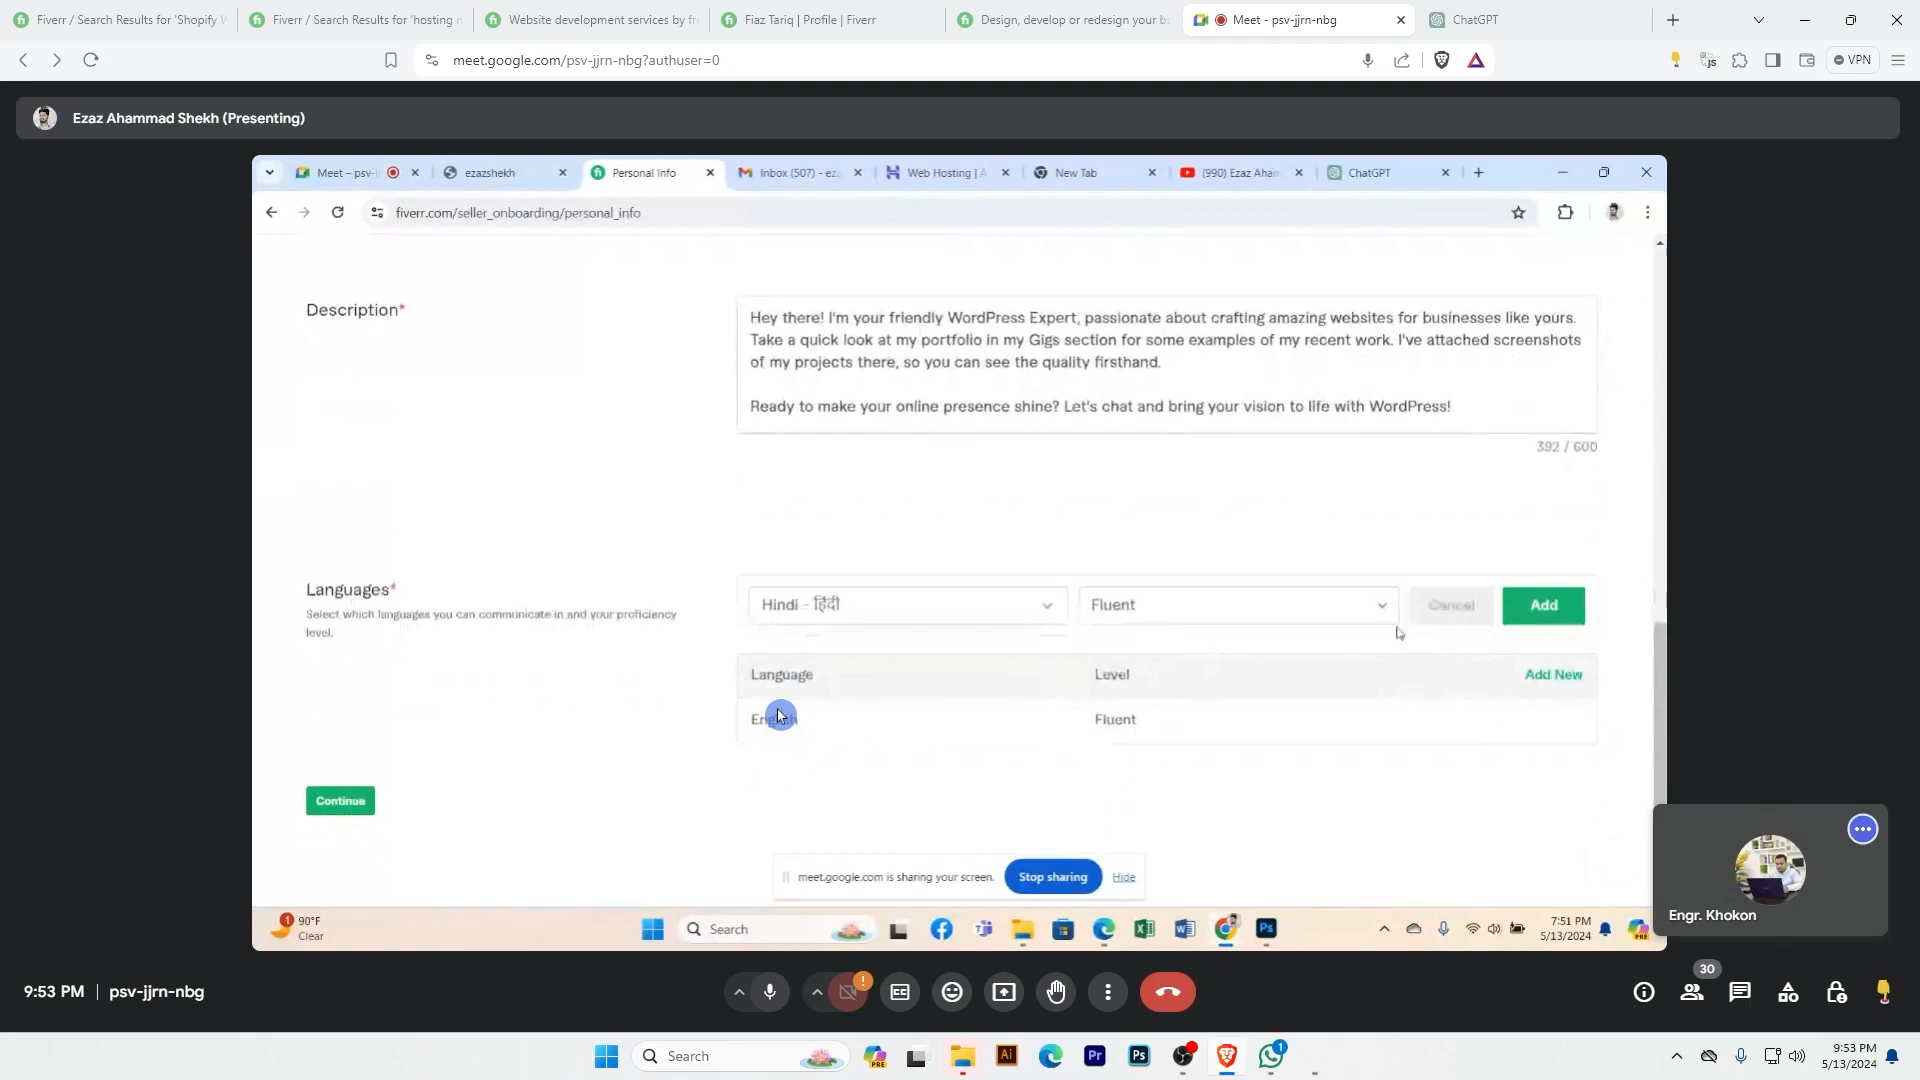 Fiverr / Search Results for 'Shopify W
Fiverr / Search Results for 'hosting m
Website development services by fr
Fiaz Tariq | Profile | Fiverr
Design, develop or redesign your bu
Meet - psv-jjrn-nbg
ChatGPT
meet.google.com/psv-jjrn-nbg?authuser=0
VPN
Ezaz Ahammad Shekh (Presenting)
Meet – psv-j
ezazshekh
Personal Info
Inbox (507) - eza
Web Hosting | A
New Tab
(990) Ezaz Aham
ChatGPT
fiverr.com/seller_onboarding/personal_info
Description*
Hey there! I'm your friendly WordPress Expert, passionate about crafting amazing websites for businesses like yours.
Take a quick look at my portfolio in my Gigs section for some examples of my recent work. I've attached screenshots
of my projects there, so you can see the quality firsthand.
Ready to make your online presence shine? Let's chat and bring your vision to life with WordPress!
392 / 600
Languages*
Select which languages you can communicate in and your proficiency
level.
Hindi - हिंदी
Fluent
Cancel
Add
Language
Level
Add New
English
Fluent
Continue
meet.google.com is sharing your screen.
Stop sharing
Hide
Engr. Khokon
1
90°F
Clear
Search
7:51 PM
5/13/2024
9:53 PM | psv-jjrn-nbg
30
Search
1
9:53 PM
5/13/2024